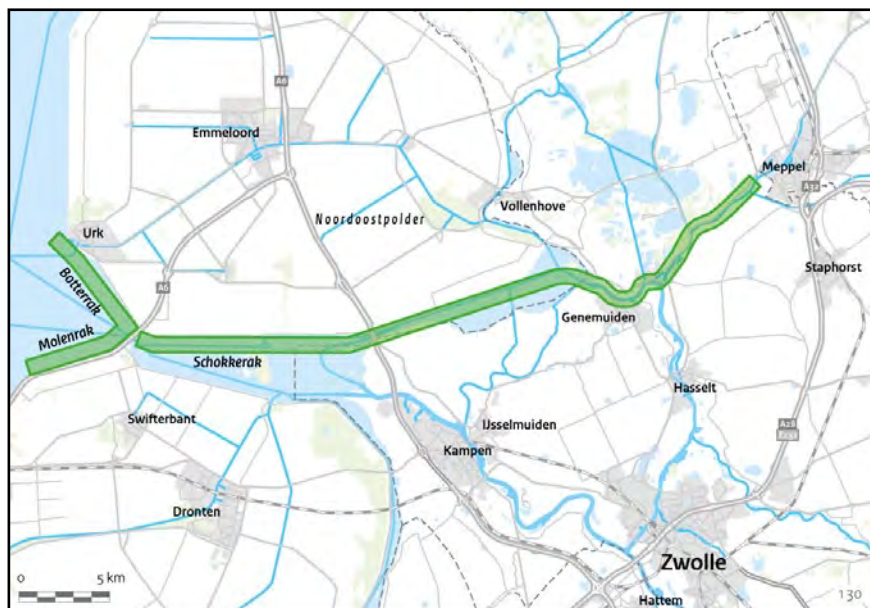 A6
Emmeloord
Meppel
A32
Vollenhove
Noordoostpolder
Urk
Staphorst
Botterrak
A6
Genemuiden
Molenrak
Schokkerak
Hasselt
Swifterbant
IJsselmuiden
A28
Kampen
Dronten
Zwolle
0 5 km
Hattem
130